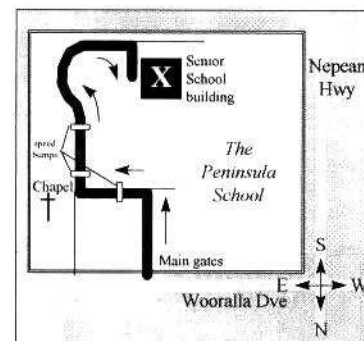 X
Senior
School
building
Nepean
Hwy
speed
bumps
The
Peninsula
School
Chapel
Main gates
S
E
W
Wooralla Dve
N